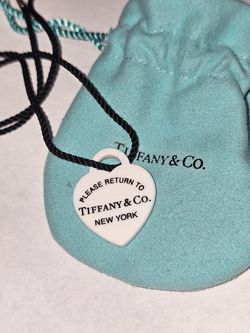 TIFFANY & CO.
PLEASE RETURN TO
TIFFANY & CO.
NEW YORK